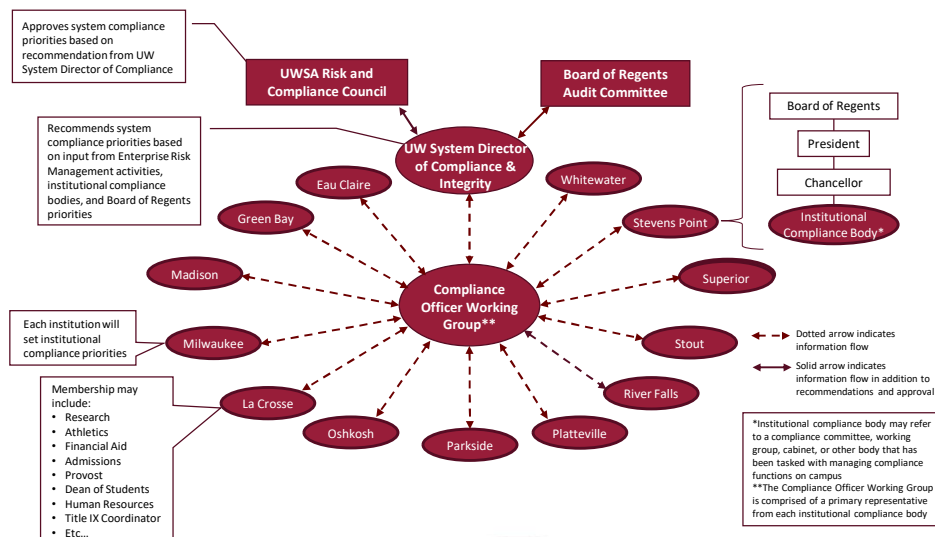 Approves system compliance
priorities based on
recommendation from UW
System Director of Compliance
UWSA Risk and
Compliance Council
Board of Regents
Audit Committee
Recommends system
compliance priorities based
on input from Enterprise Risk
Management activities,
institutional compliance
bodies, and Board of Regents
priorities
UW System Director
of Compliance &
Integrity
Board of Regents
President
Chancellor
Institutional
Compliance Body*
Eau Claire
Whitewater
Green Bay
Stevens Point
Madison
Superior
Compliance
Officer Working
Group**
Each institution will
set institutional
compliance priorities
Milwaukee
Stout
Dotted arrow indicates
information flow
Solid arrow indicates
information flow in addition to
recommendations and approval
Membership may
include:
• Research
• Athletics
• Financial Aid
• Admissions
• Provost
• Dean of Students
• Human Resources
• Title IX Coordinator
• Etc...
La Crosse
River Falls
Oshkosh
Parkside
Platteville
*Institutional compliance body may refer
to a compliance committee, working
group, cabinet, or other body that has
been tasked with managing compliance
functions on campus
**The Compliance Officer Working Group
is comprised of a primary representative
from each institutional compliance body